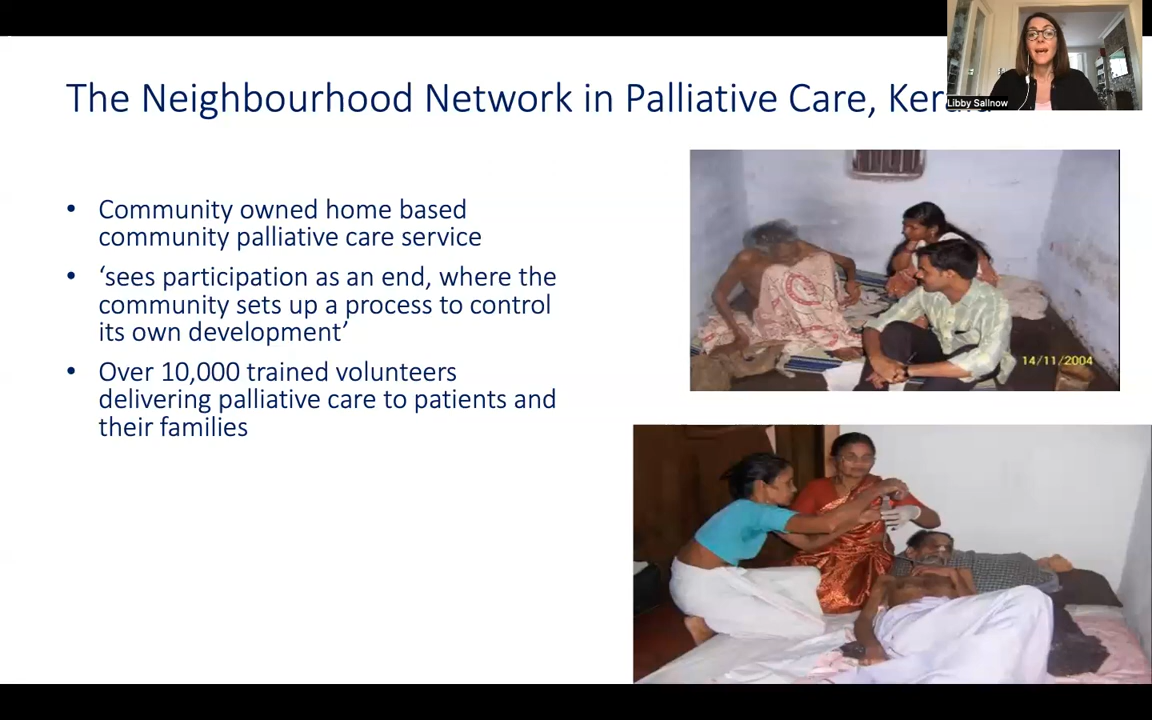 The Neighbourhood Network in Palliative Care,
Libby Sallnow
• Community owned home based
community palliative care service
• ‘sees participation as an end, where the
community sets up a process to control
its own development’
• Over 10,000 trained volunteers
delivering palliative care to patients and
their families
14/11/2004